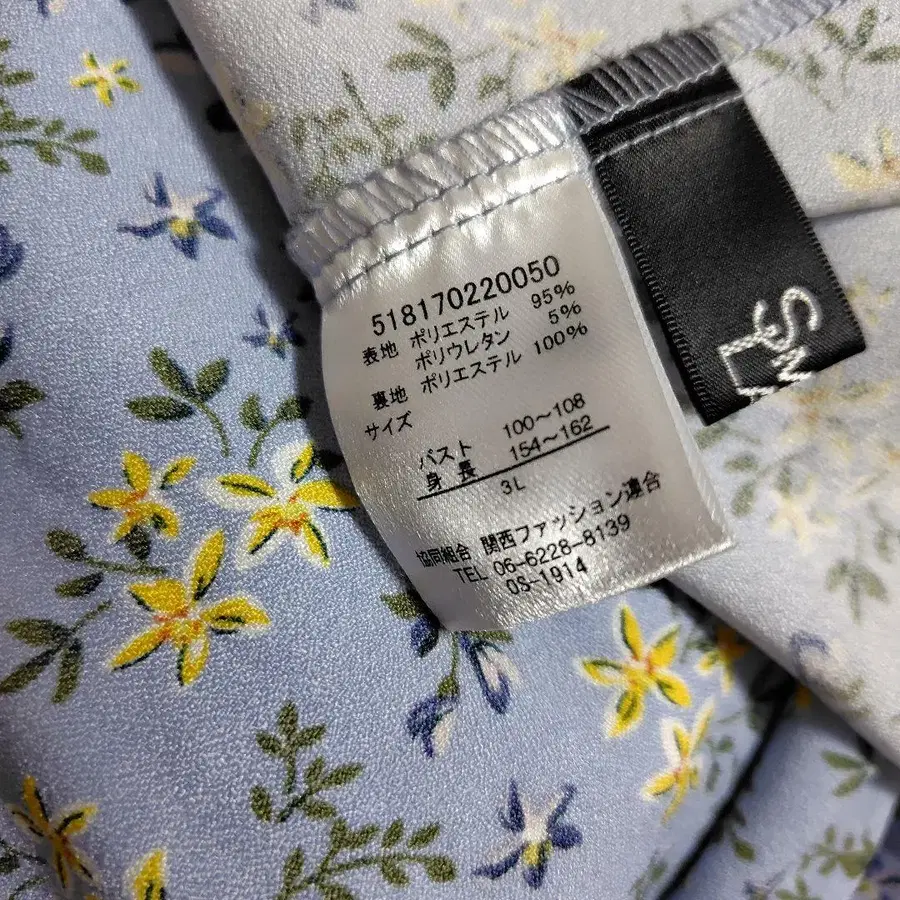 518170220050
表地 ポリエステル 95%
ポリウレタン 5%
裏地 ポリエステル 100%
サイズ
バスト 100～108
身長 154～162
3L
協同組合 関西ファッション連合
TEL 06-6228-8139
OS-1914